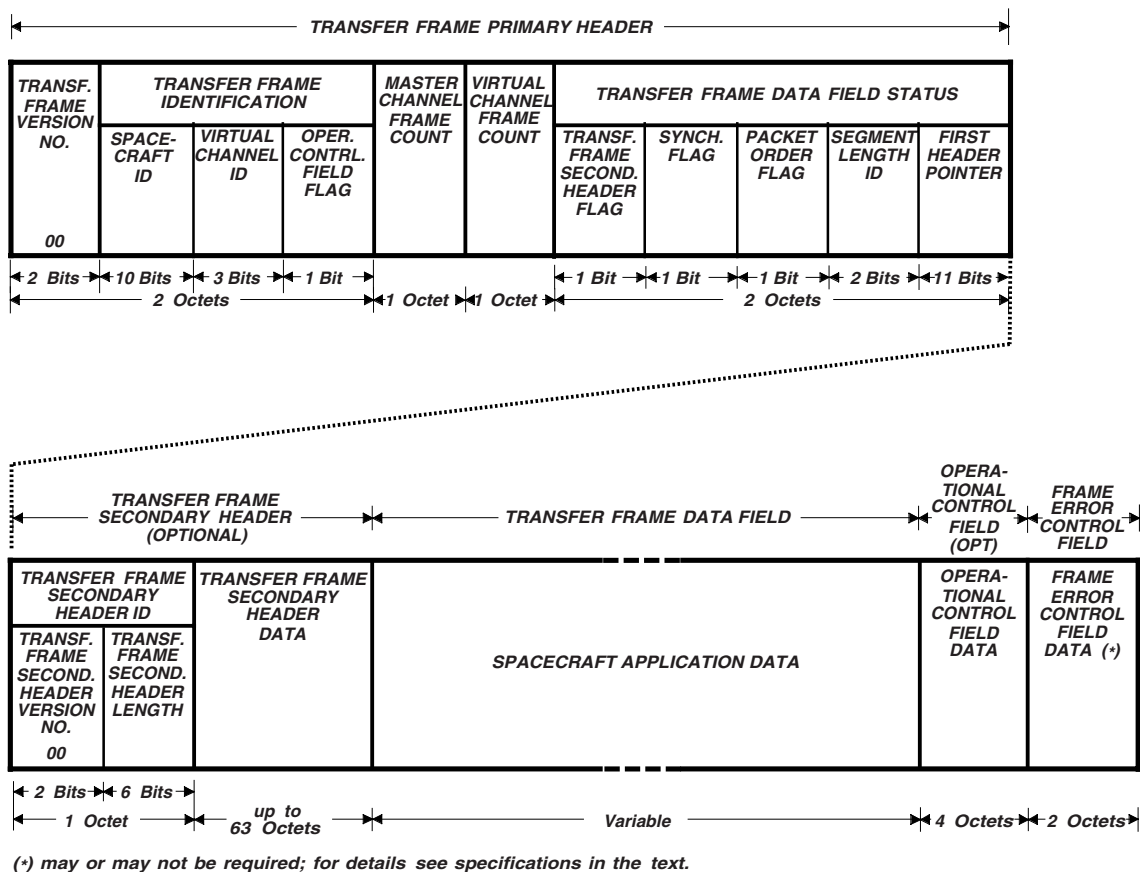 TRANSFER FRAME PRIMARY HEADER
TRANSF.
FRAME
VERSION
NO.
00
TRANSFER FRAME
IDENTIFICATION
SPACE-
CRAFT
ID
VIRTUAL
CHANNEL
ID
OPER.
CONTRL.
FIELD
FLAG
MASTER
CHANNEL
FRAME
COUNT
VIRTUAL
CHANNEL
FRAME
COUNT
TRANSFER FRAME DATA FIELD STATUS
TRANSF.
FRAME
SECOND.
HEADER
FLAG
SYNCH.
FLAG
PACKET
ORDER
FLAG
SEGMENT
LENGTH
ID
FIRST
HEADER
POINTER
2 Bits 10 Bits 3 Bits 1 Bit 1 Bit 1 Bit 1 Bit 2 Bits 11 Bits
2 Octets 1 Octet 1 Octet 2 Octets
TRANSFER FRAME
SECONDARY HEADER
(OPTIONAL)
TRANSFER FRAME DATA FIELD
OPERA-
TIONAL
CONTROL
FIELD
(OPT)
FRAME
ERROR
CONTROL
FIELD
TRANSFER FRAME
SECONDARY
HEADER ID
TRANSF.
FRAME
SECOND.
HEADER
VERSION
NO.
00
TRANSF.
FRAME
SECOND.
HEADER
LENGTH
TRANSFER FRAME
SECONDARY
HEADER
DATA
SPACECRAFT APPLICATION DATA
OPERA-
TIONAL
CONTROL
FIELD
DATA
FRAME
ERROR
CONTROL
FIELD
DATA (*)
2 Bits 6 Bits
1 Octet
up to
63 Octets
Variable
4 Octets
2 Octets
(*) may or may not be required; for details see specifications in the text.